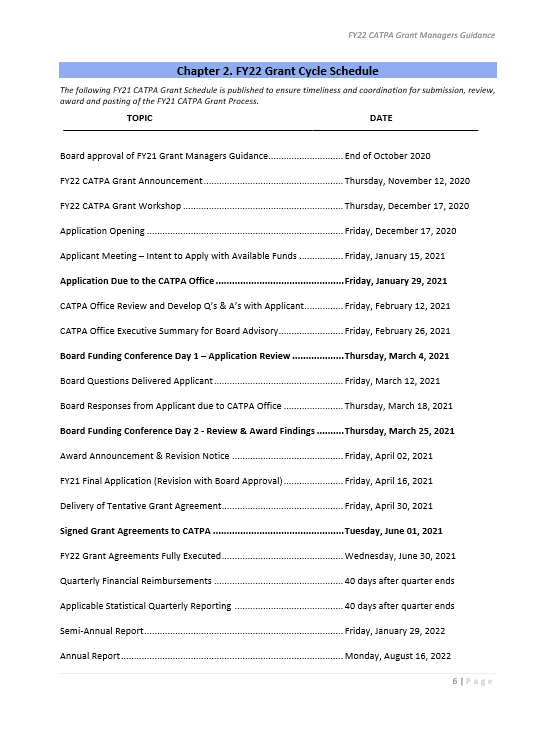 FY22 CATPA Grant Managers Guidance
Chapter 2. FY22 Grant Cycle Schedule
The following FY21 CATPA Grant Schedule is published to ensure timeliness and coordination for submission, review,
award and posting of the FY21 CATPA Grant Process.
TOPIC DATE
Board approval of FY21 Grant Managers Guidance............................ End of October 2020
FY22 CATPA Grant Announcement.................................................... Thursday, November 12, 2020
FY22 CATPA Grant Workshop ........................................................... Thursday, December 17, 2020
Application Opening ......................................................................... Friday, December 17, 2020
Applicant Meeting – Intent to Apply with Available Funds ................ Friday, January 15, 2021
Application Due to the CATPA Office ...............................................Friday, January 29, 2021
CATPA Office Review and Develop Q's & A's with Applicant.............. Friday, February 12, 2021
CATPA Office Executive Summary for Board Advisory........................ Friday, February 26, 2021
Board Funding Conference Day 1 – Application Review ..................Thursday, March 4, 2021
Board Questions Delivered Applicant................................................ Friday, March 12, 2021
Board Responses from Applicant due to CATPA Office ...................... Thursday, March 18, 2021
Board Funding Conference Day 2 - Review & Award Findings .........Thursday, March 25, 2021
Award Announcement & Revision Notice ......................................... Friday, April 02, 2021
FY21 Final Application (Revision with Board Approval)...................... Friday, April 16, 2021
Delivery of Tentative Grant Agreement............................................. Friday, April 30, 2021
Signed Grant Agreements to CATPA ................................................Tuesday, June 01, 2021
FY22 Grant Agreements Fully Executed............................................. Wednesday, June 30, 2021
Quarterly Financial Reimbursements ................................................ 40 days after quarter ends
Applicable Statistical Quarterly Reporting ........................................ 40 days after quarter ends
Semi-Annual Report.......................................................................... Friday, January 29, 2022
Annual Report................................................................................... Monday, August 16, 2022
6 | Page